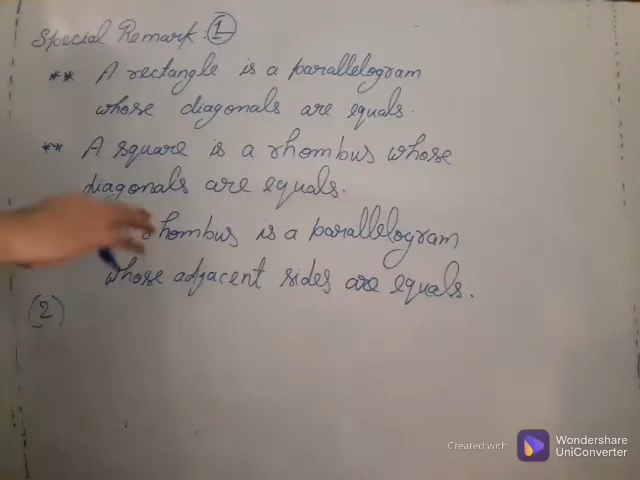 Special Remark: (1)
** A rectangle is a parallelogram
whose diagonals are equals.
** A square is a rhombus whose
diagonals are equals.
rhombus is a parallelogram
whose adjacent sides are equals.
(2)
Created with Wondershare
UniConverter